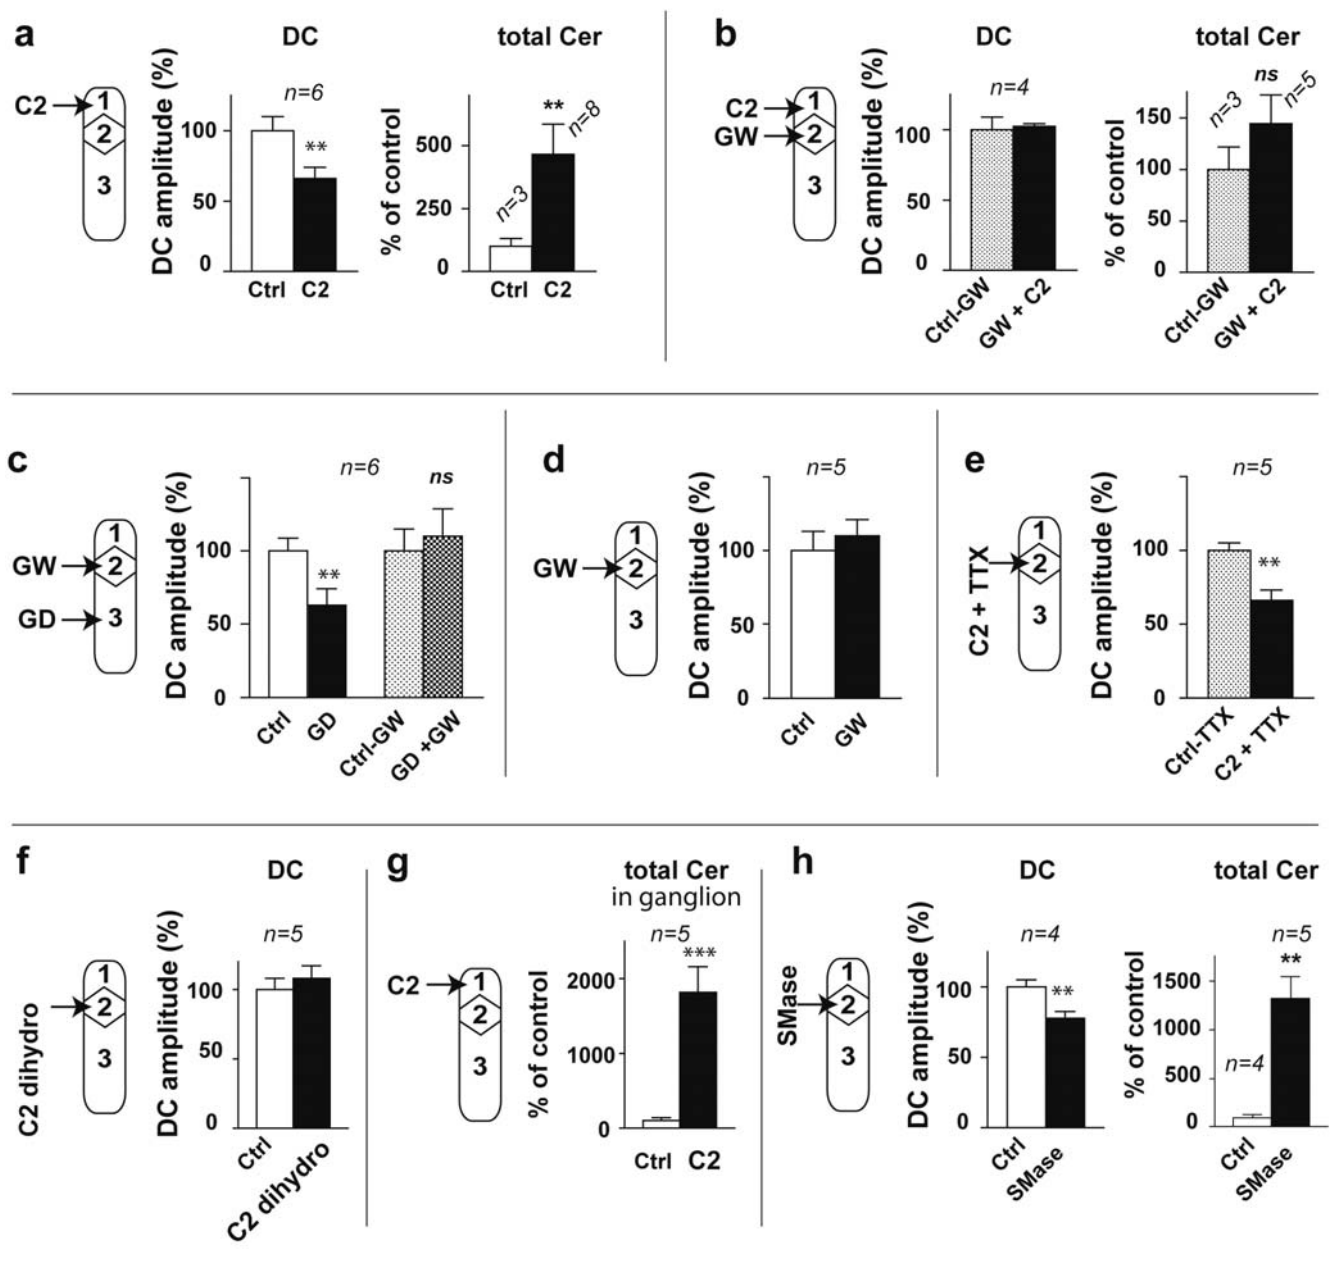 a
DC
total Cer
C2
1
2
3
DC amplitude (%)
100
50
0
n=6
**
Ctrl C2
% of control
500
250
0
n=3
**
n=8
Ctrl C2
b
DC
total Cer
C2
GW
1
2
3
DC amplitude (%)
100
50
0
n=4
Ctrl-GW
GW + C2
% of control
150
100
50
0
n=3
ns
n=5
Ctrl-GW
GW + C2
c
GW
GD
1
2
3
DC amplitude (%)
100
50
0
n=6
**
ns
Ctrl
GD
Ctrl-GW
GD +GW
d
GW
1
2
3
DC amplitude (%)
100
50
0
n=5
Ctrl
GW
e
C2 + TTX
1
2
3
DC amplitude (%)
100
50
0
n=5
**
Ctrl-TTX
C2 + TTX
f
DC
C2 dihydro
1
2
3
DC amplitude (%)
100
50
0
n=5
Ctrl
C2 dihydro
g
total Cer
in ganglion
C2
1
2
3
% of control
2000
1000
0
n=5
***
Ctrl C2
h
DC
total Cer
SMase
1
2
3
DC amplitude (%)
100
50
0
n=4
**
Ctrl
SMase
% of control
1500
1000
500
0
n=4
n=5
**
Ctrl
SMase